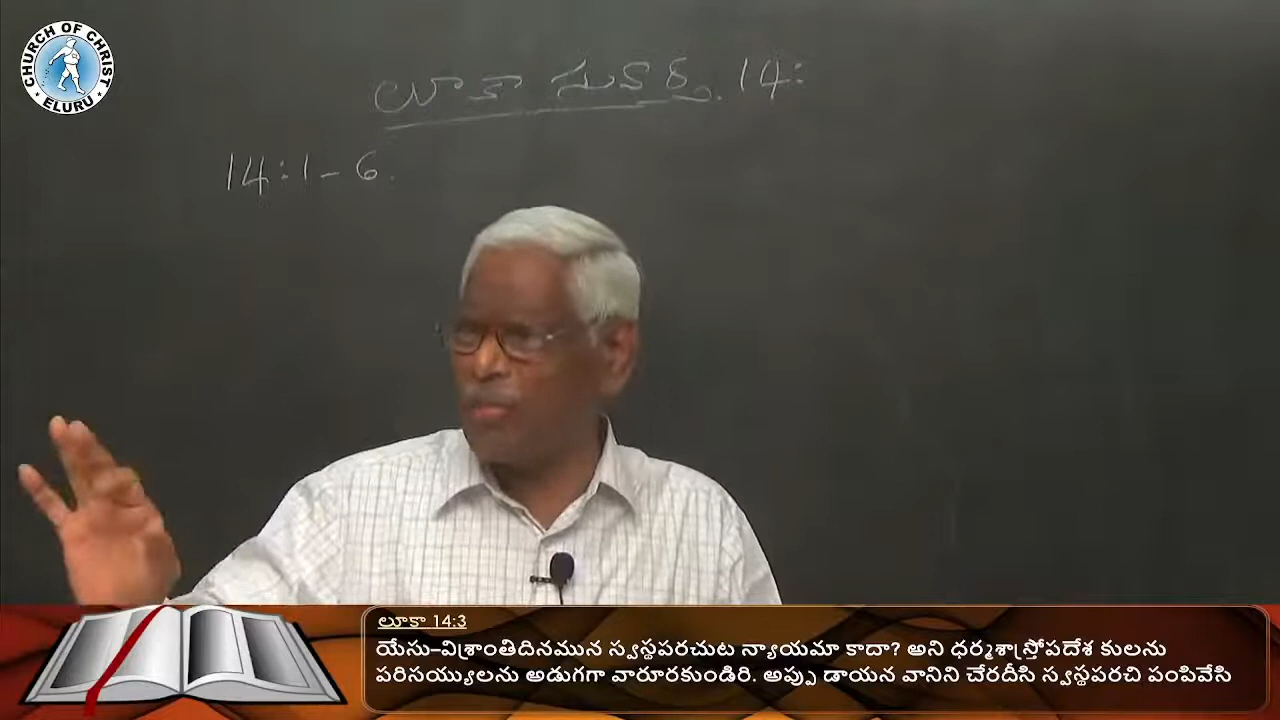 CHURCH OF CHRIST
ELURU
లూకా సువార్త. 14:
14:1-6.
లూకా 14:3
యేసు-విశ్రాంతిదినమున స్వస్థపరచుట న్యాయమా కాదా? అని ధర్మశాస్త్రోపదేశ కులను
పరిసయ్యులను అడుగగా వారూరకుండిరి. అప్పు డాయన వానిని చేరదీసి స్వస్థపరచి పంపివేసి